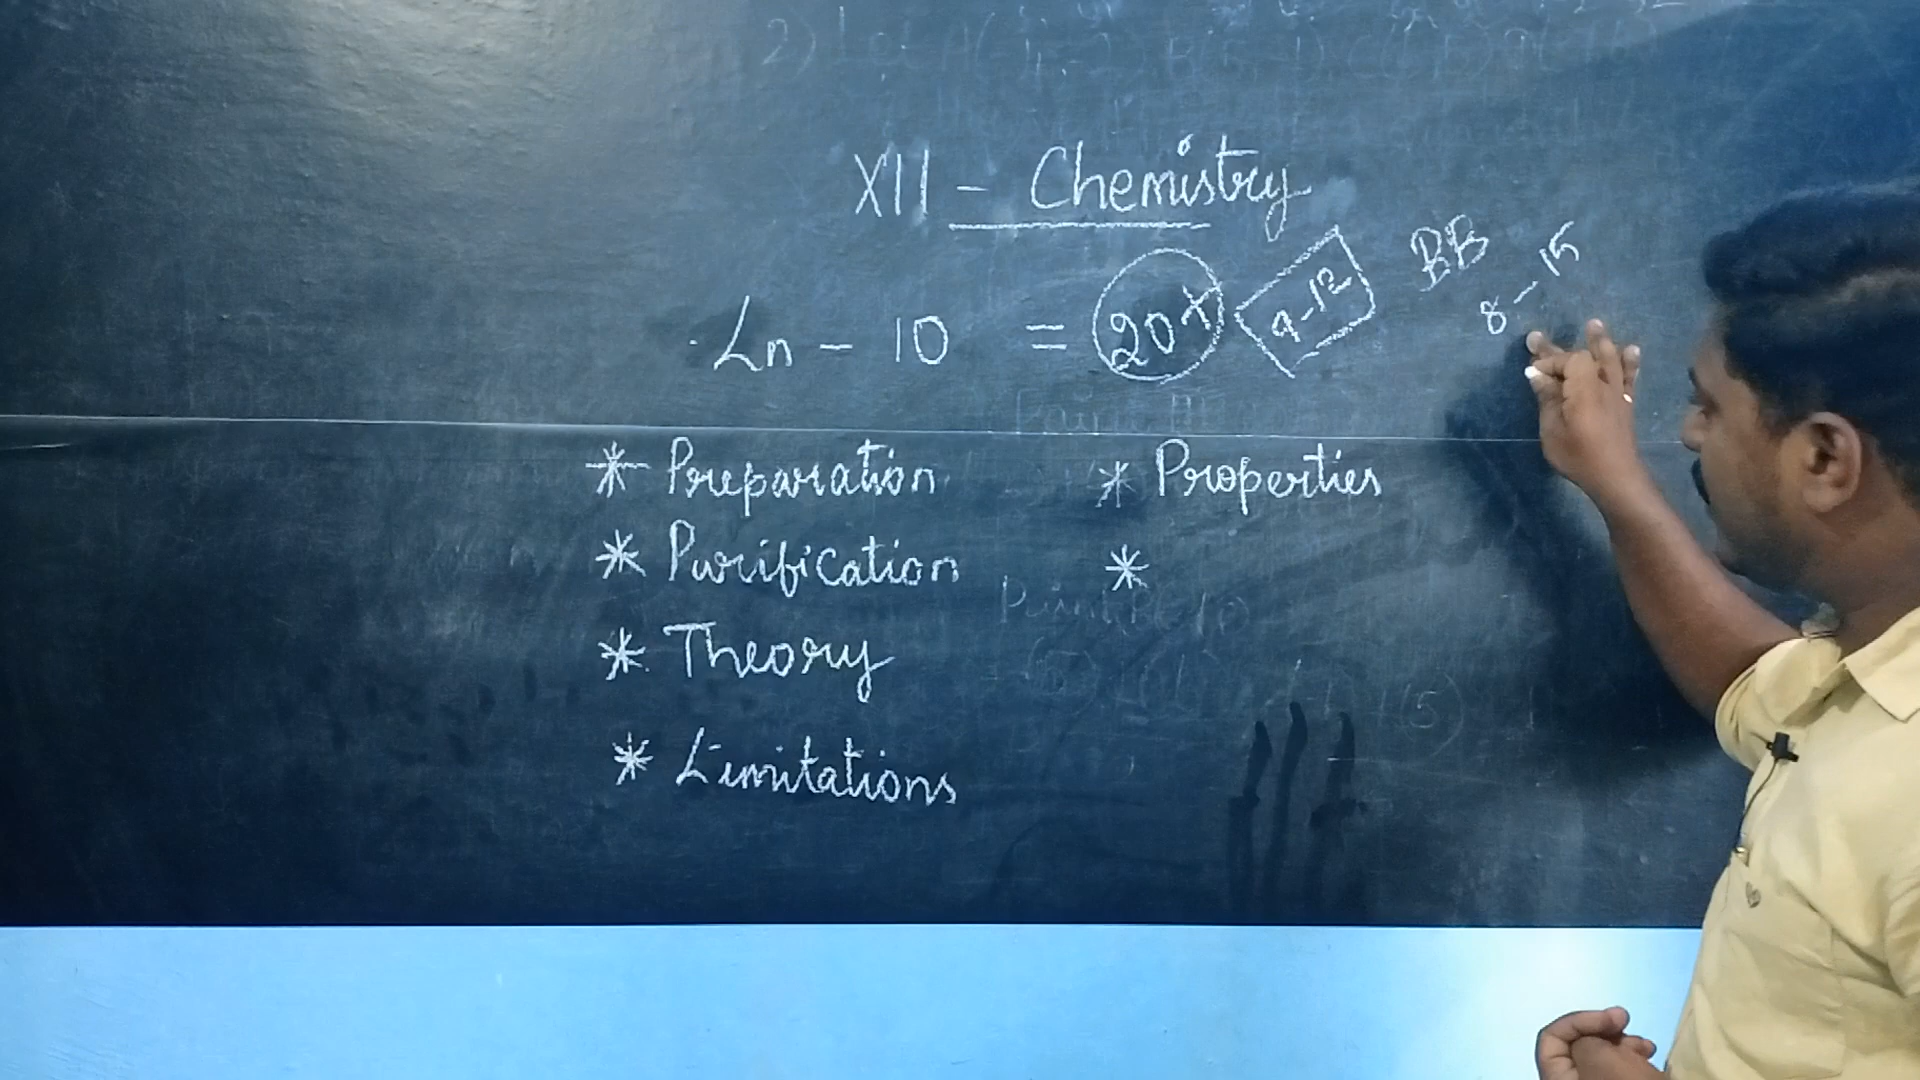 XII - Chemistry
Ln - 10 = 20+ 9-12 BB 8-15
* Preparation * Properties
* Purification *
* Theory
* Limitations